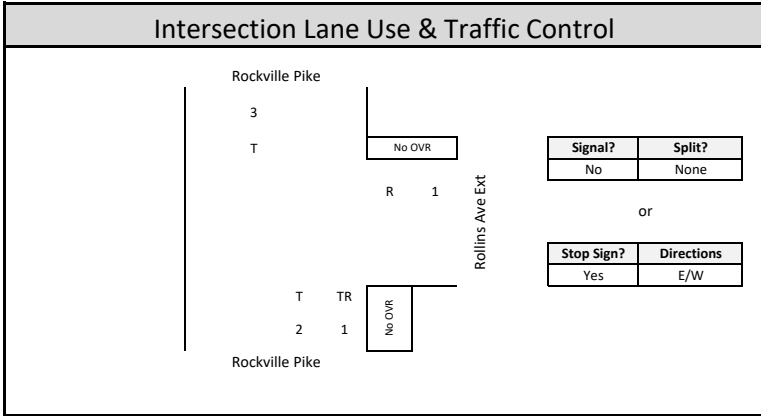 Intersection Lane Use & Traffic Control
Rockville Pike
3
T
No OVR
R 1
Rollins Ave Ext
T TR
2 1
No OVR
Rockville Pike
Signal? Split?
No None
or
Stop Sign? Directions
Yes E/W